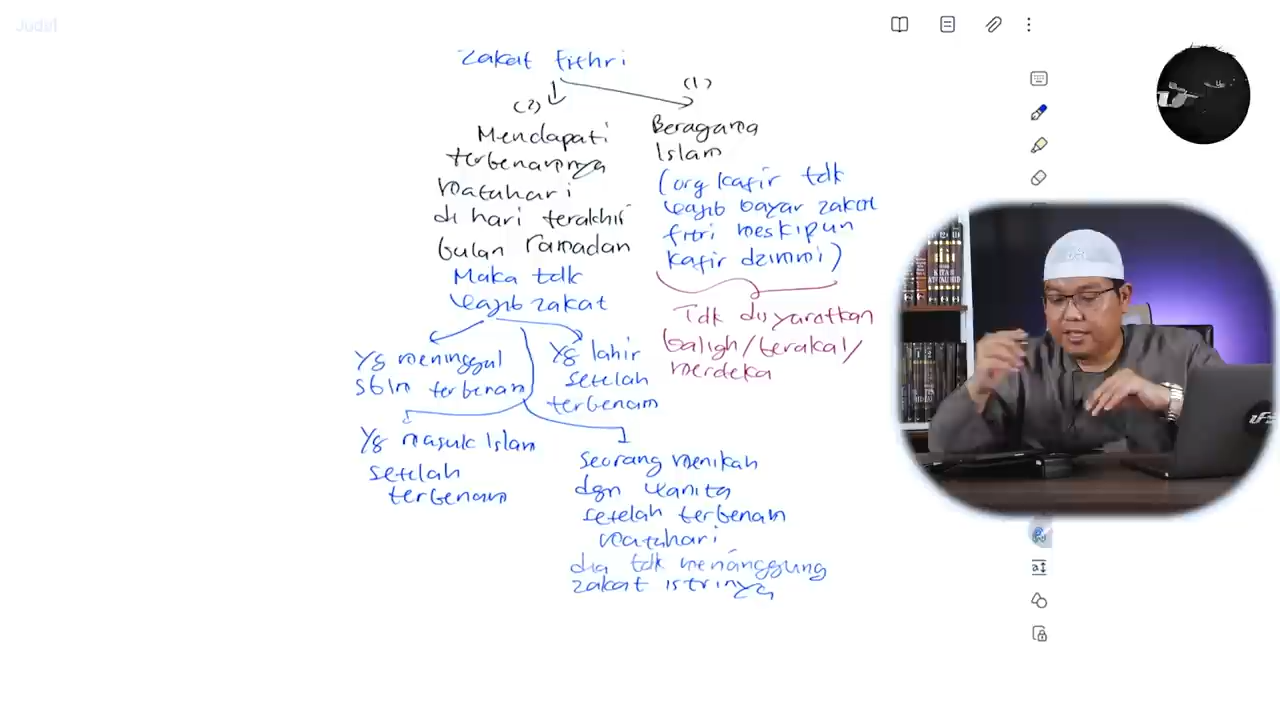 Judul
Zakat Fithri
(1)
Beragama
Islam
(org kafir tdk
wajib bayar zakat
fitri meskipun
kafir dzimmi)
Tdk disyaratkan
baligh/berakal/
merdeka
(2)
Mendapati
terbenamnya
matahari
di hari terakhir
bulan ramadan
Maka tdk
wajib zakat
Yg meninggal
sblm terbenam
Yg lahir
setelah
terbenam
Yg masuk Islam
setelah
terbenam
Seorang menikah
dgn wanita
setelah terbenam
matahari
dia tdk menanggung
zakat istrinya